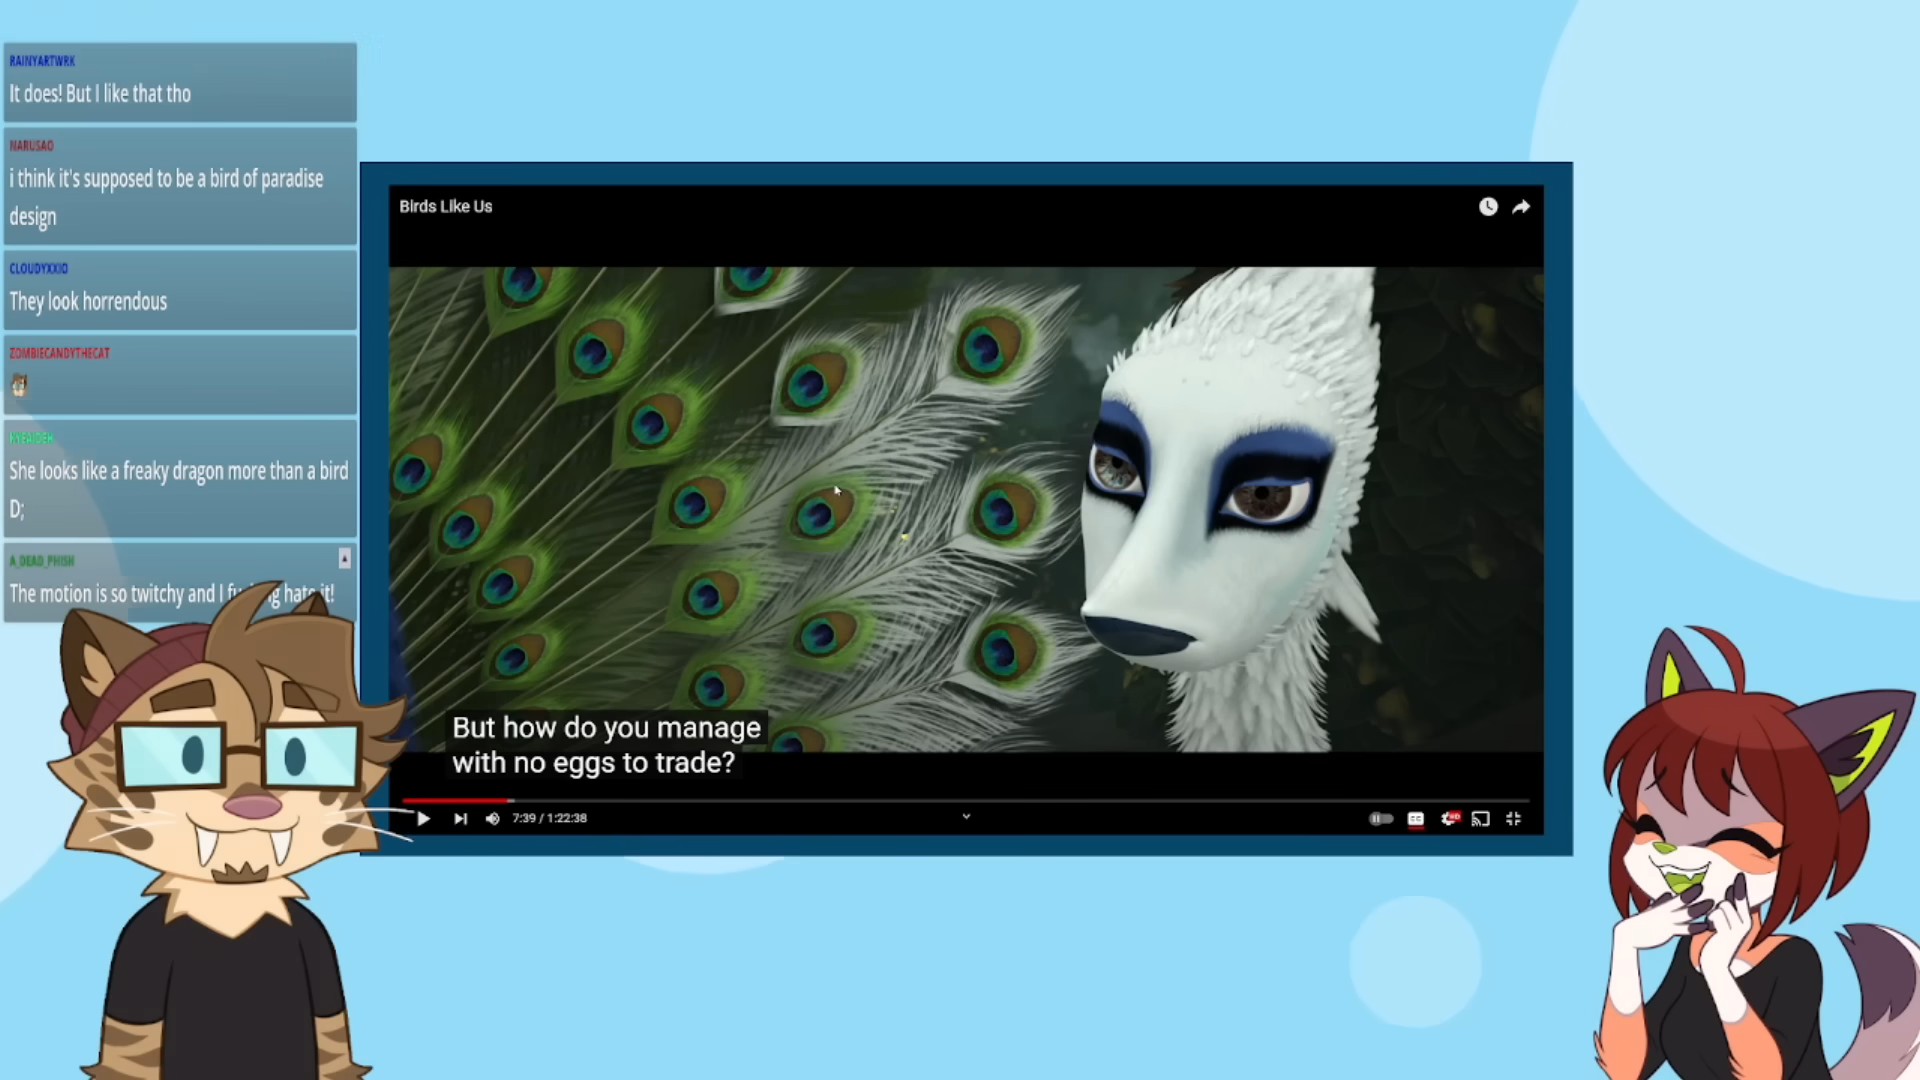 RAINYARTWRK
It does! But I like that tho
NARUSAO
i think it's supposed to be a bird of paradise
design
CLOUDYXXIO
They look horrendous
ZOMBIECANDYTHECAT
KYEAIDEH
She looks like a freaky dragon more than a bird
D;
A_DEAD_PHISH
The motion is so twitchy and I hate it!
Birds Like Us
But how do you manage
with no eggs to trade?
7:39 / 1:22:38
CC
HD